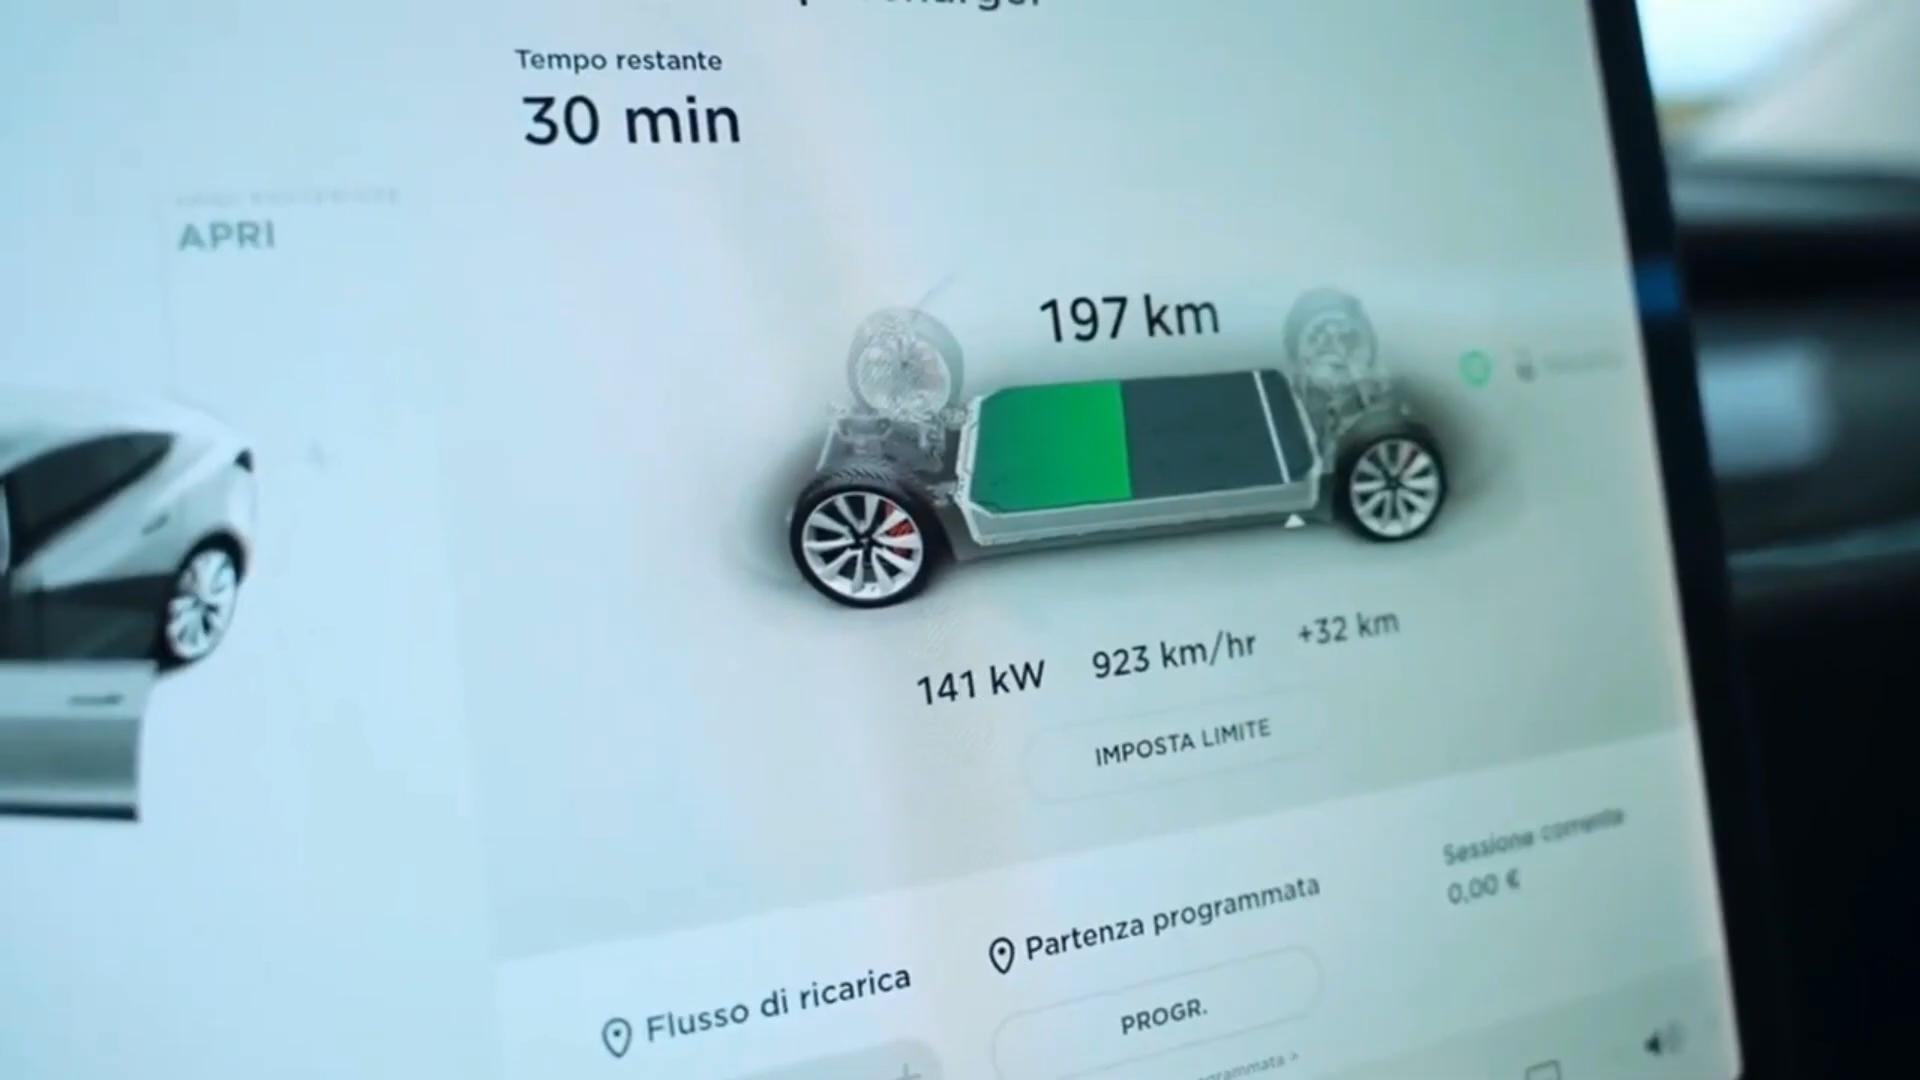 Tempo restante
30 min
APRI
197 km
141 kW 923 km/hr +32 km
IMPOSTA LIMITE
Sessione corrente
0,00 €
Partenza programmata
Flusso di ricarica
PROGR.